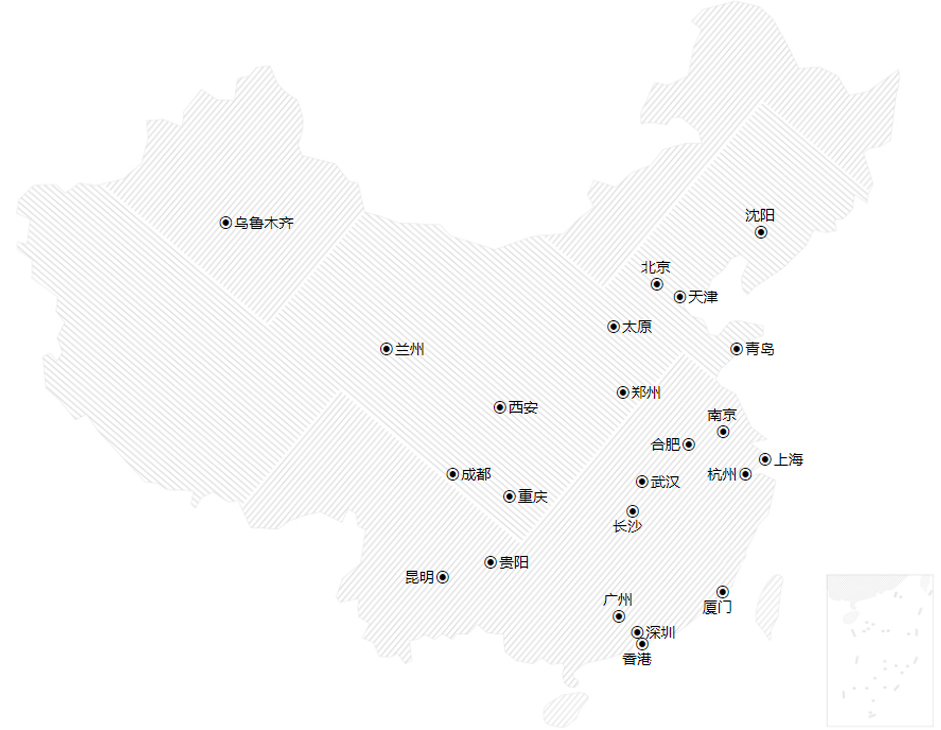 沈阳
乌鲁木齐
北京
天津
太原
兰州
青岛
郑州
西安
南京
合肥
上海
成都
杭州
武汉
重庆
长沙
贵阳
昆明
广州
厦门
深圳
香港